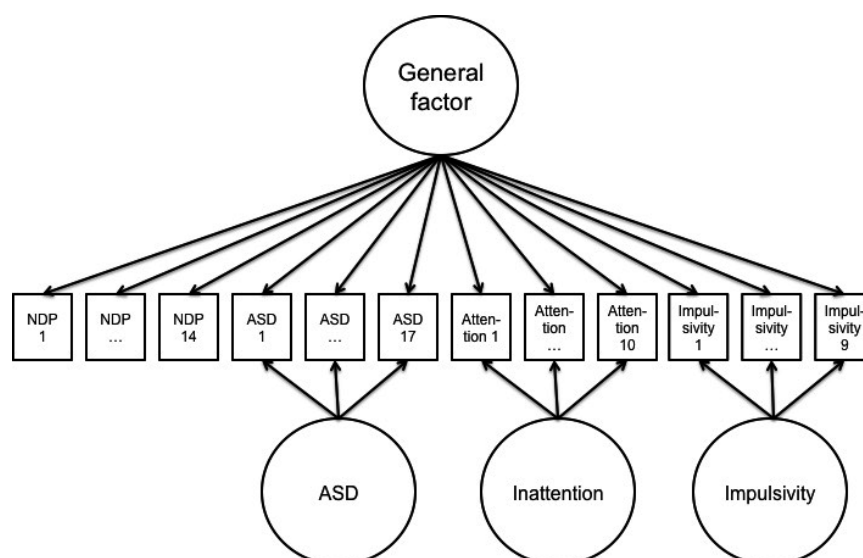 General
factor
NDP
1
NDP
...
NDP
14
ASD
1
ASD
...
ASD
17
Atten-
tion 1
Atten-
tion
...
Atten-
tion
10
Impul-
sivity
1
Impul-
sivity
...
Impul-
sivity
9
ASD
Inattention
Impulsivity